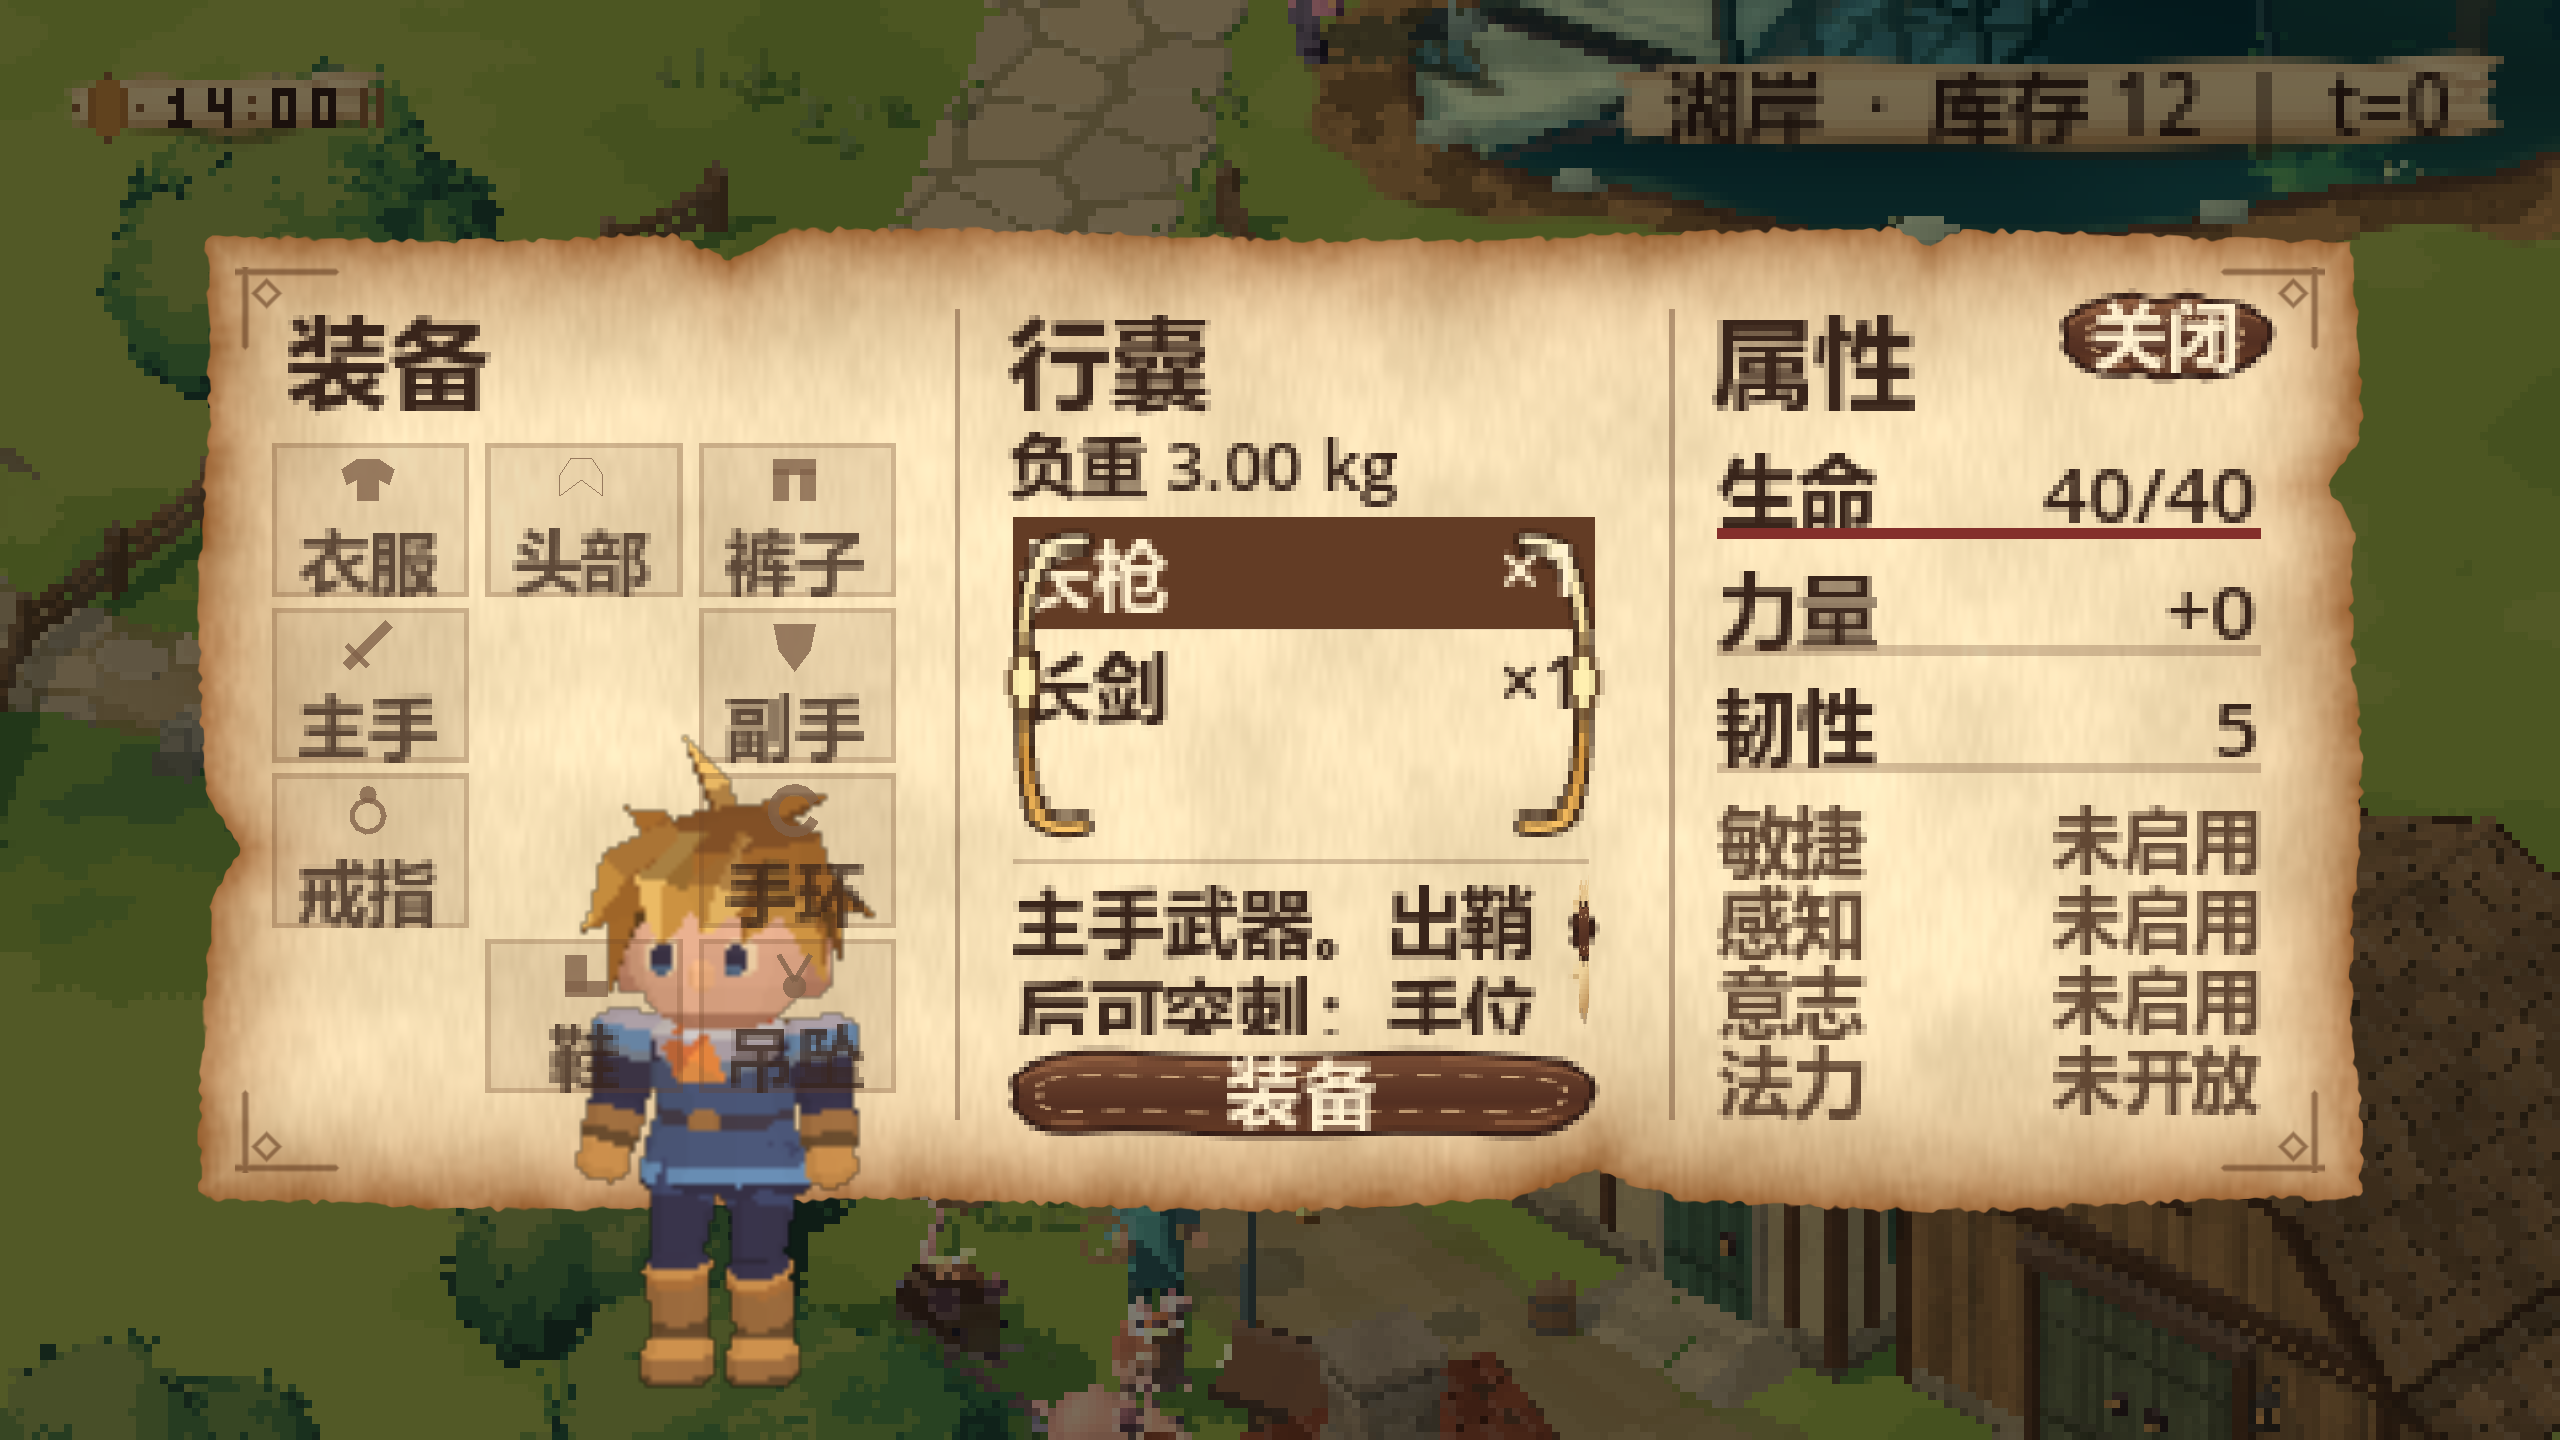 14:00
湖岸 · 库存 12 | t=0
装备
衣服
头部
裤子
主手
副手
戒指
手环
鞋
吊坠
行囊
负重 3.00 kg
长枪 ×1
长剑 ×1
主手武器。出鞘
后可突刺：手位
装备
属性
关闭
生命 40/40
力量 +0
韧性 5
敏捷 未启用
感知 未启用
意志 未启用
法力 未开放